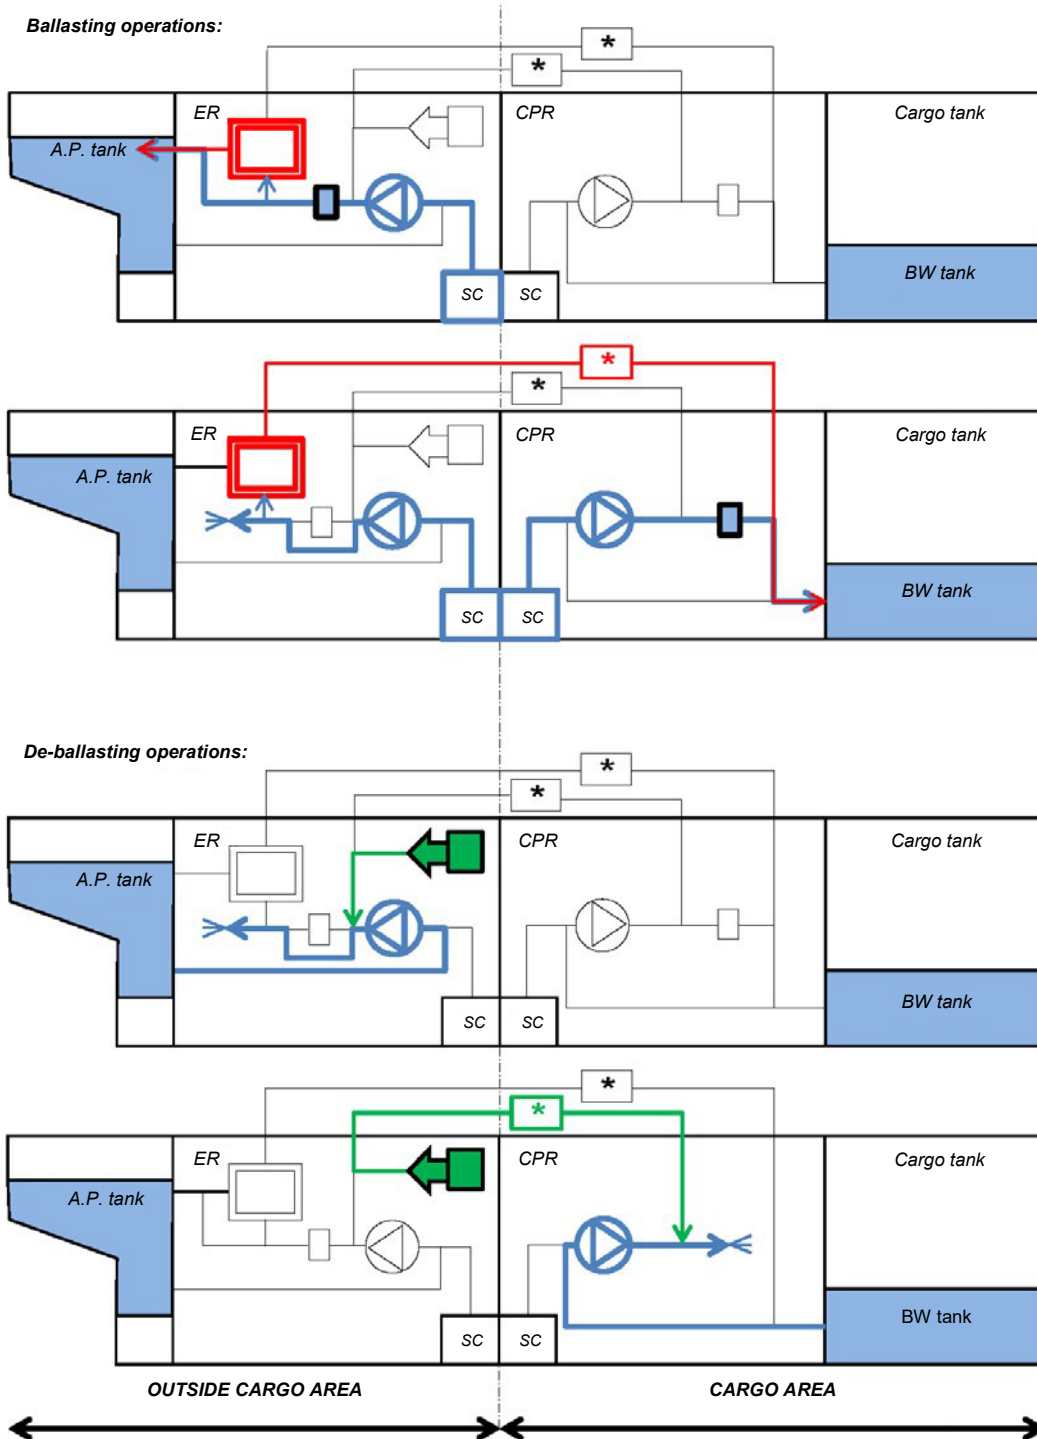 Ballasting operations:
*
*
ER
CPR
Cargo tank
A.P. tank
BW tank
SC
SC
*
*
ER
CPR
Cargo tank
A.P. tank
BW tank
SC
SC
De-ballasting operations:
*
*
ER
CPR
Cargo tank
A.P. tank
BW tank
SC
SC
*
*
ER
CPR
Cargo tank
A.P. tank
BW tank
SC
SC
OUTSIDE CARGO AREA
CARGO AREA